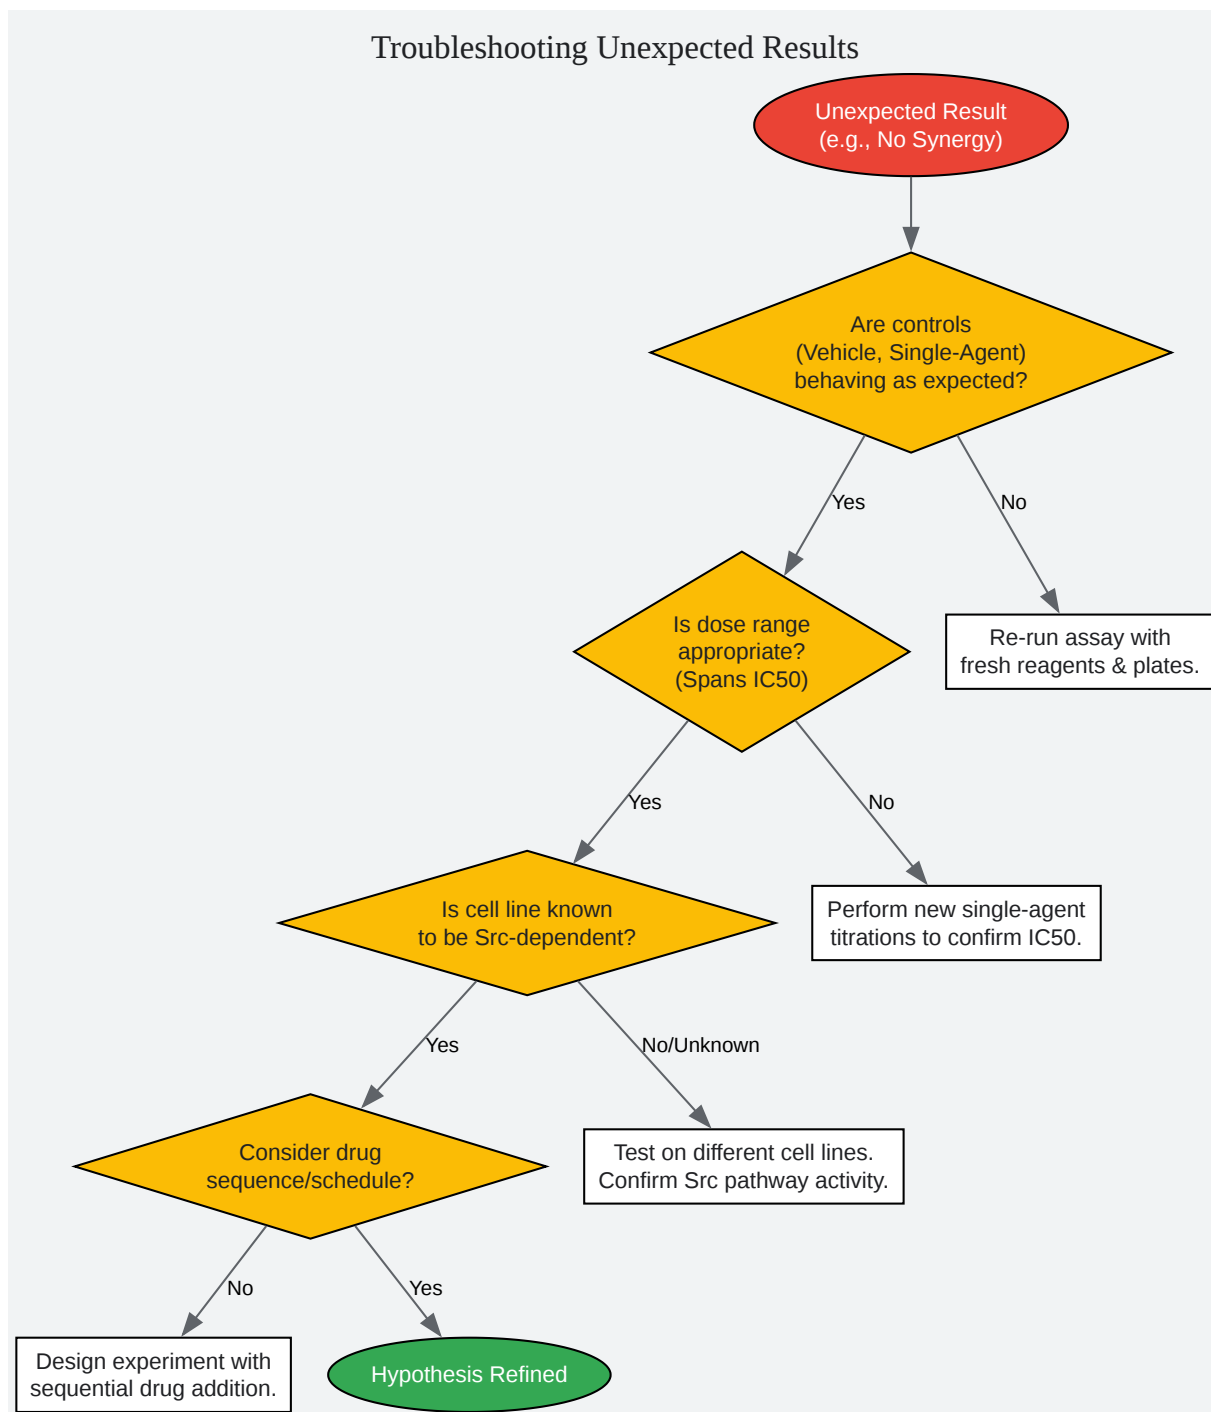 Troubleshooting Unexpected Results
Unexpected Result
(e.g., No Synergy)
Are controls
(Vehicle, Single-Agent)
behaving as expected?
Yes
No
Is dose range
appropriate?
(Spans IC50)
Re-run assay with
fresh reagents & plates.
Yes
No
Is cell line known
to be Src-dependent?
Perform new single-agent
titrations to confirm IC50.
Yes
No/Unknown
Consider drug
sequence/schedule?
Test on different cell lines.
Confirm Src pathway activity.
No
Yes
Design experiment with
sequential drug addition.
Hypothesis Refined